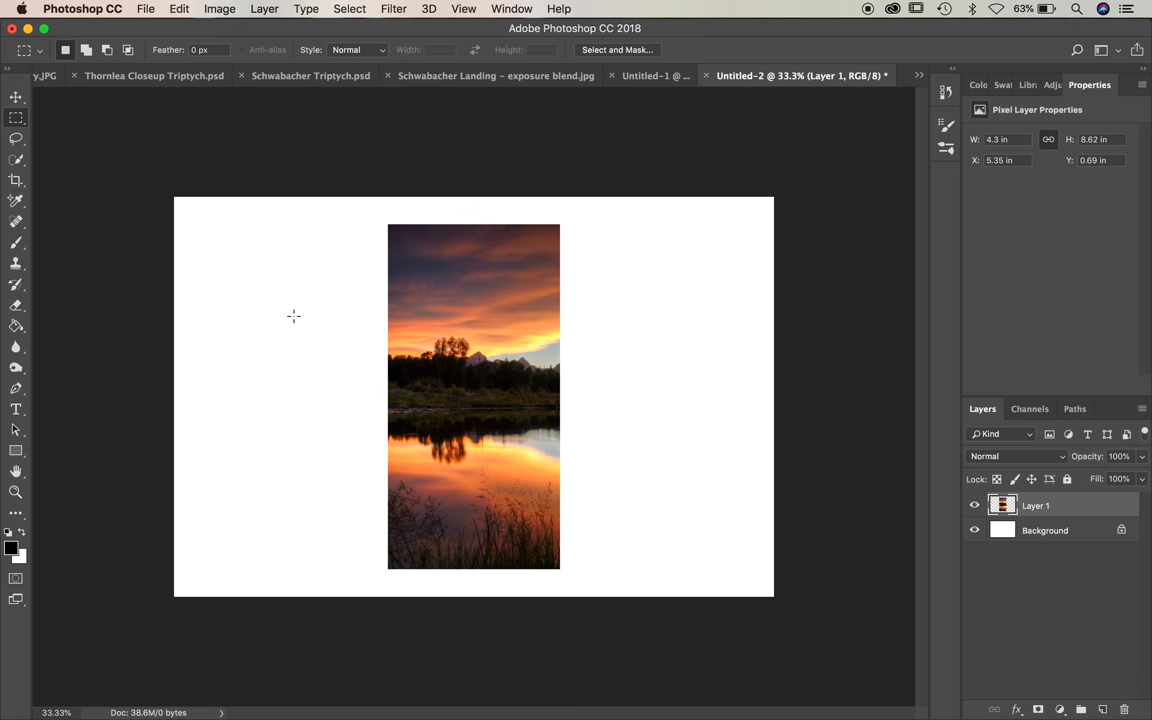 Photoshop CC File Edit Image Layer Type Select Filter 3D View Window Help 63%
Adobe Photoshop CC 2018
Feather: 0 px Anti-alias Style: Normal Width: Height: Select and Mask...
y.JPG Thornlea Closeup Triptych.psd Schwabacher Triptych.psd Schwabacher Landing - exposure blend.jpg Untitled-1 @ ... Untitled-2 @ 33.3% (Layer 1, RGB/8) *
Colo Swat Libra Adju Properties
Pixel Layer Properties
W: 4.3 in H: 8.62 in
X: 5.35 in Y: 0.69 in
Layers Channels Paths
Kind
Normal Opacity: 100%
Lock: Fill: 100%
Layer 1
Background
33.33% Doc: 38.6M/0 bytes